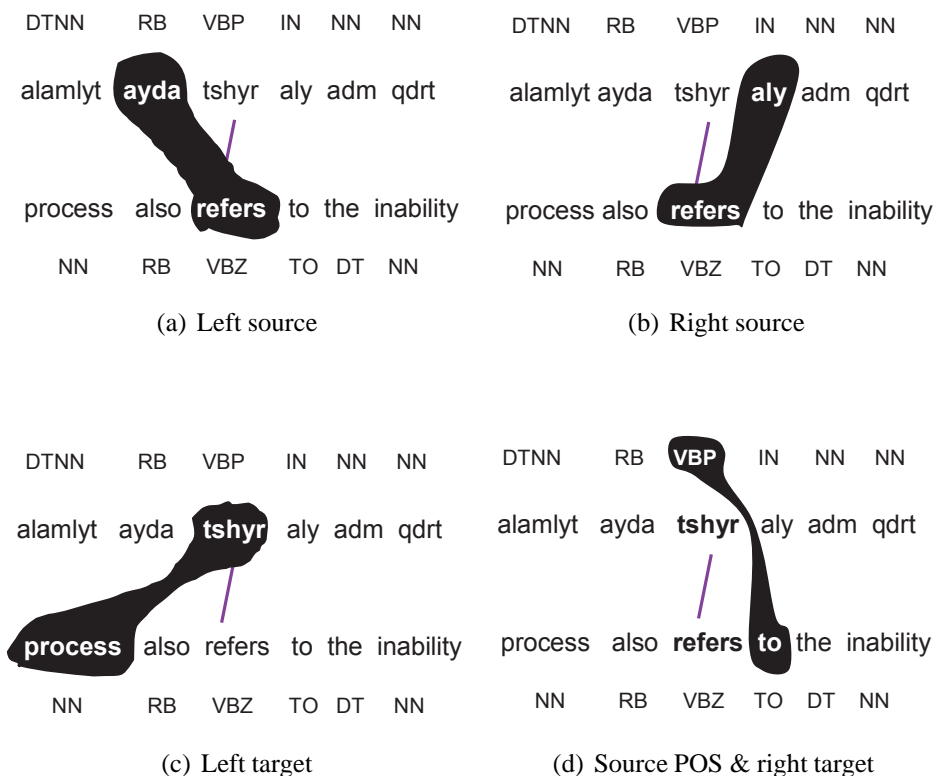 DTNN RB VBP IN NN NN
alamlyt ayda tshyr aly adm qdrt
process also refers to the inability
NN RB VBZ TO DT NN
(a) Left source
DTNN RB VBP IN NN NN
alamlyt ayda tshyr aly adm qdrt
process also refers to the inability
NN RB VBZ TO DT NN
(b) Right source
DTNN RB VBP IN NN NN
alamlyt ayda tshyr aly adm qdrt
process also refers to the inability
NN RB VBZ TO DT NN
(c) Left target
DTNN RB VBP IN NN NN
alamlyt ayda tshyr aly adm qdrt
process also refers to the inability
NN RB VBZ TO DT NN
(d) Source POS & right target